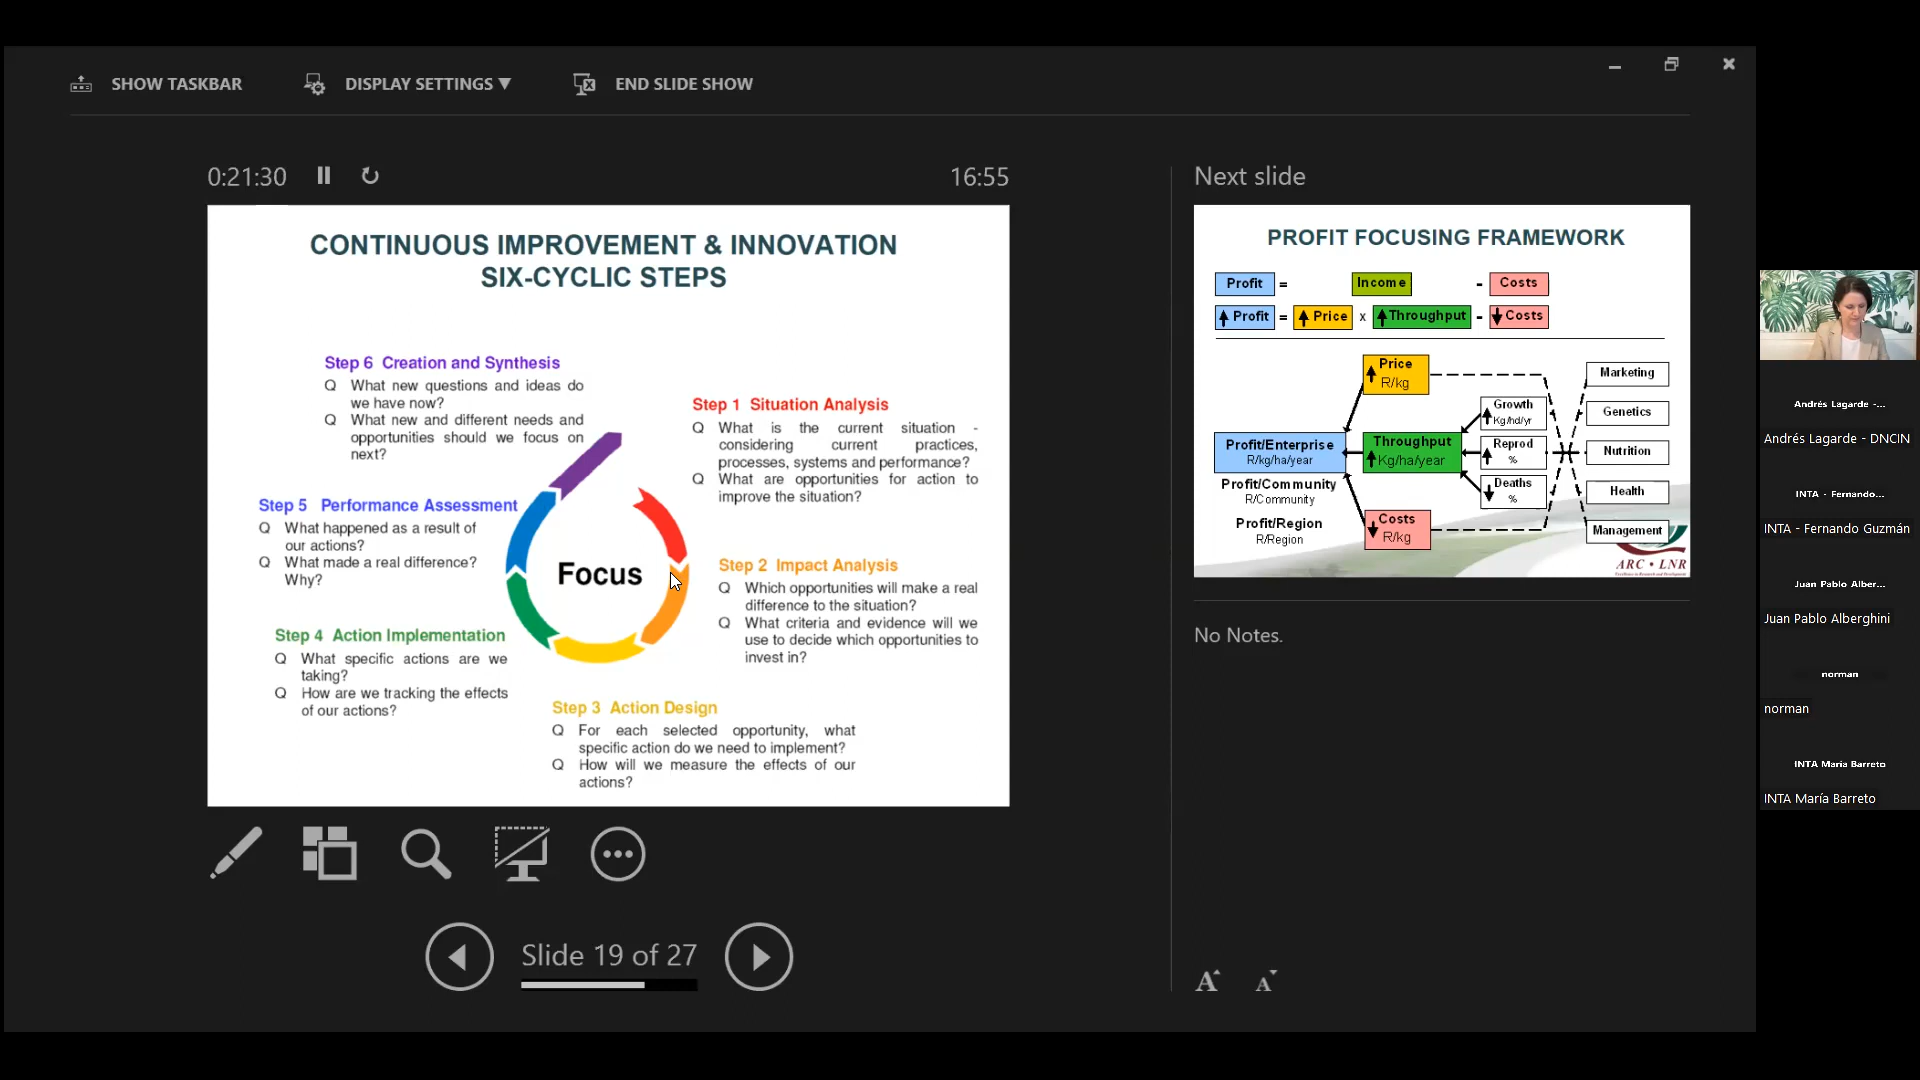 SHOW TASKBAR
DISPLAY SETTINGS ▼
END SLIDE SHOW
0:21:30
16:55
CONTINUOUS IMPROVEMENT & INNOVATION
SIX-CYCLIC STEPS
Step 6 Creation and Synthesis
Q What new questions and ideas do
we have now?
Q What new and different needs and
opportunities should we focus on
next?
Step 1 Situation Analysis
Q What is the current situation -
considering current practices,
processes, systems and performance?
Q What are opportunities for action to
improve the situation?
Step 5 Performance Assessment
Q What happened as a result of
our actions?
Q What made a real difference?
Why?
Focus
Step 2 Impact Analysis
Q Which opportunities will make a real
difference to the situation?
Q What criteria and evidence will we
use to decide which opportunities to
invest in?
Step 4 Action Implementation
Q What specific actions are we
taking?
Q How are we tracking the effects
of our actions?
Step 3 Action Design
Q For each selected opportunity, what
specific action do we need to implement?
Q How will we measure the effects of our
actions?
Slide 19 of 27
Next slide
PROFIT FOCUSING FRAMEWORK
Profit = Income - Costs
Profit = Price x Throughput - Costs
Price
R/kg
Marketing
Growth
Kg/hd/yr
Genetics
Profit/Enterprise
R/kg/ha/year
Throughput
Kg/ha/year
Reprod
%
Nutrition
Profit/Community
R/Community
Deaths
%
Health
Profit/Region
R/Region
Costs
R/kg
Management
ARC • LNR
No Notes.
A A
Andrés Lagarde -...
Andrés Lagarde - DNCIN
INTA - Fernando...
INTA - Fernando Guzmán
Juan Pablo Alber...
Juan Pablo Alberghini
norman
norman
INTA María Barreto
INTA María Barreto